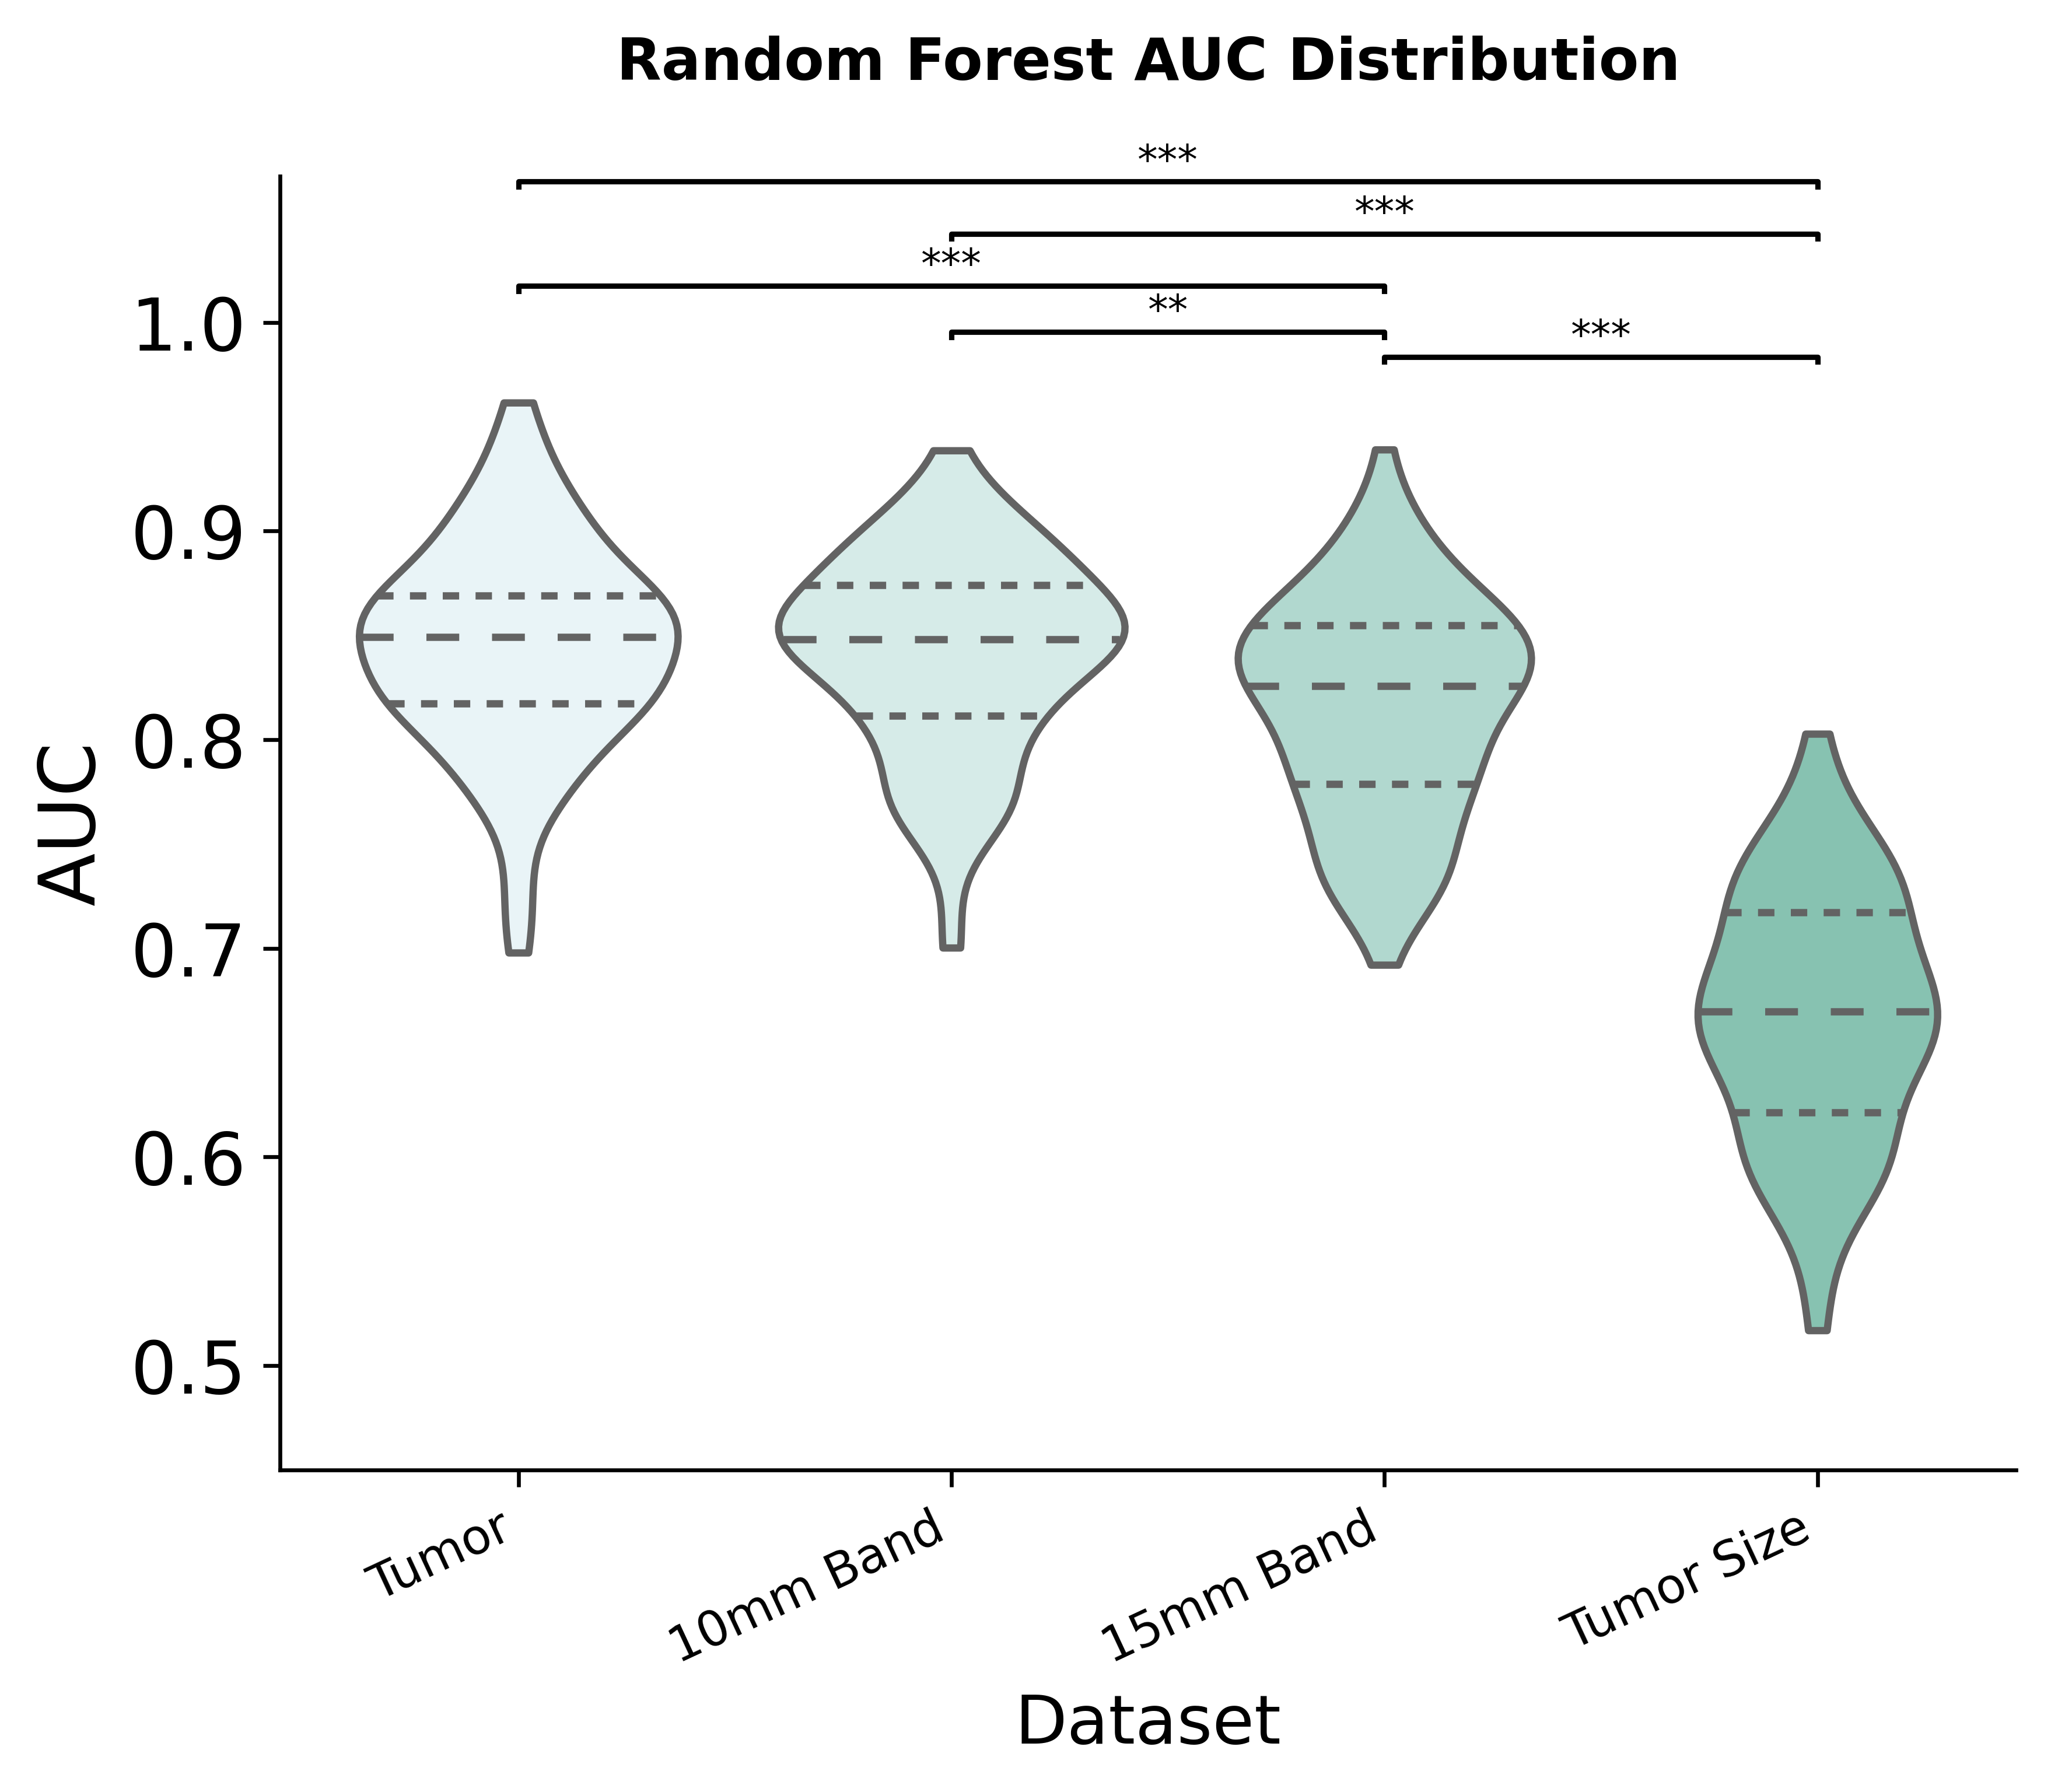 Random Forest AUC Distribution
***
***
***
**
***
1.0
0.9
0.8
0.7
0.6
0.5
AUC
Tumor
10mm Band
15mm Band
Tumor Size
Dataset